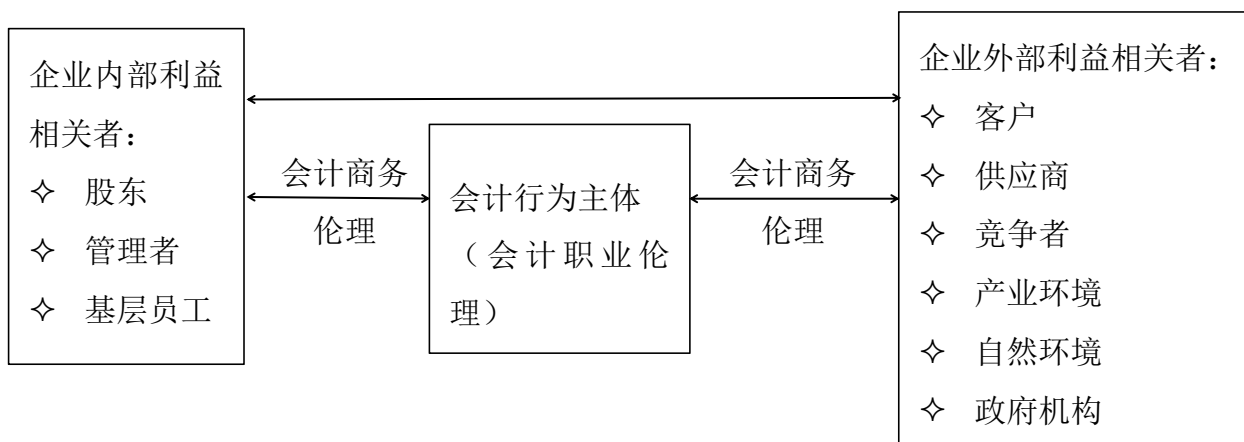 企业内部利益
相关者：
✧ 股东
✧ 管理者
✧ 基层员工
会计商务
伦理
会计行为主体
（会计职业伦
理）
会计商务
伦理
企业外部利益相关者：
✧ 客户
✧ 供应商
✧ 竞争者
✧ 产业环境
✧ 自然环境
✧ 政府机构